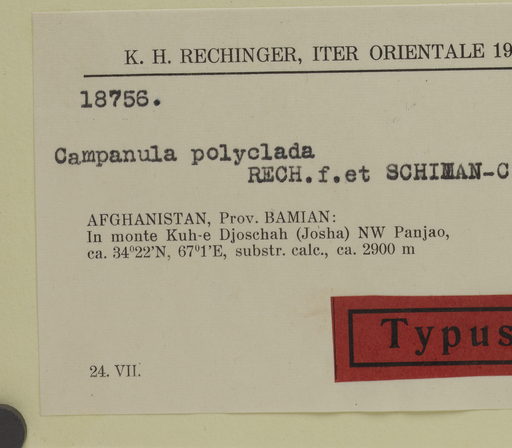 K. H. RECHINGER, ITER ORIENTALE 19
18756.
Campanula polyclada
RECH.f.et SCHIMAN-C
AFGHANISTAN, Prov. BAMIAN:
In monte Kuh-e Djoschah (Josha) NW Panjao,
ca. 34°22'N, 67°1'E, substr. calc., ca. 2900 m
Typus
24. VII.